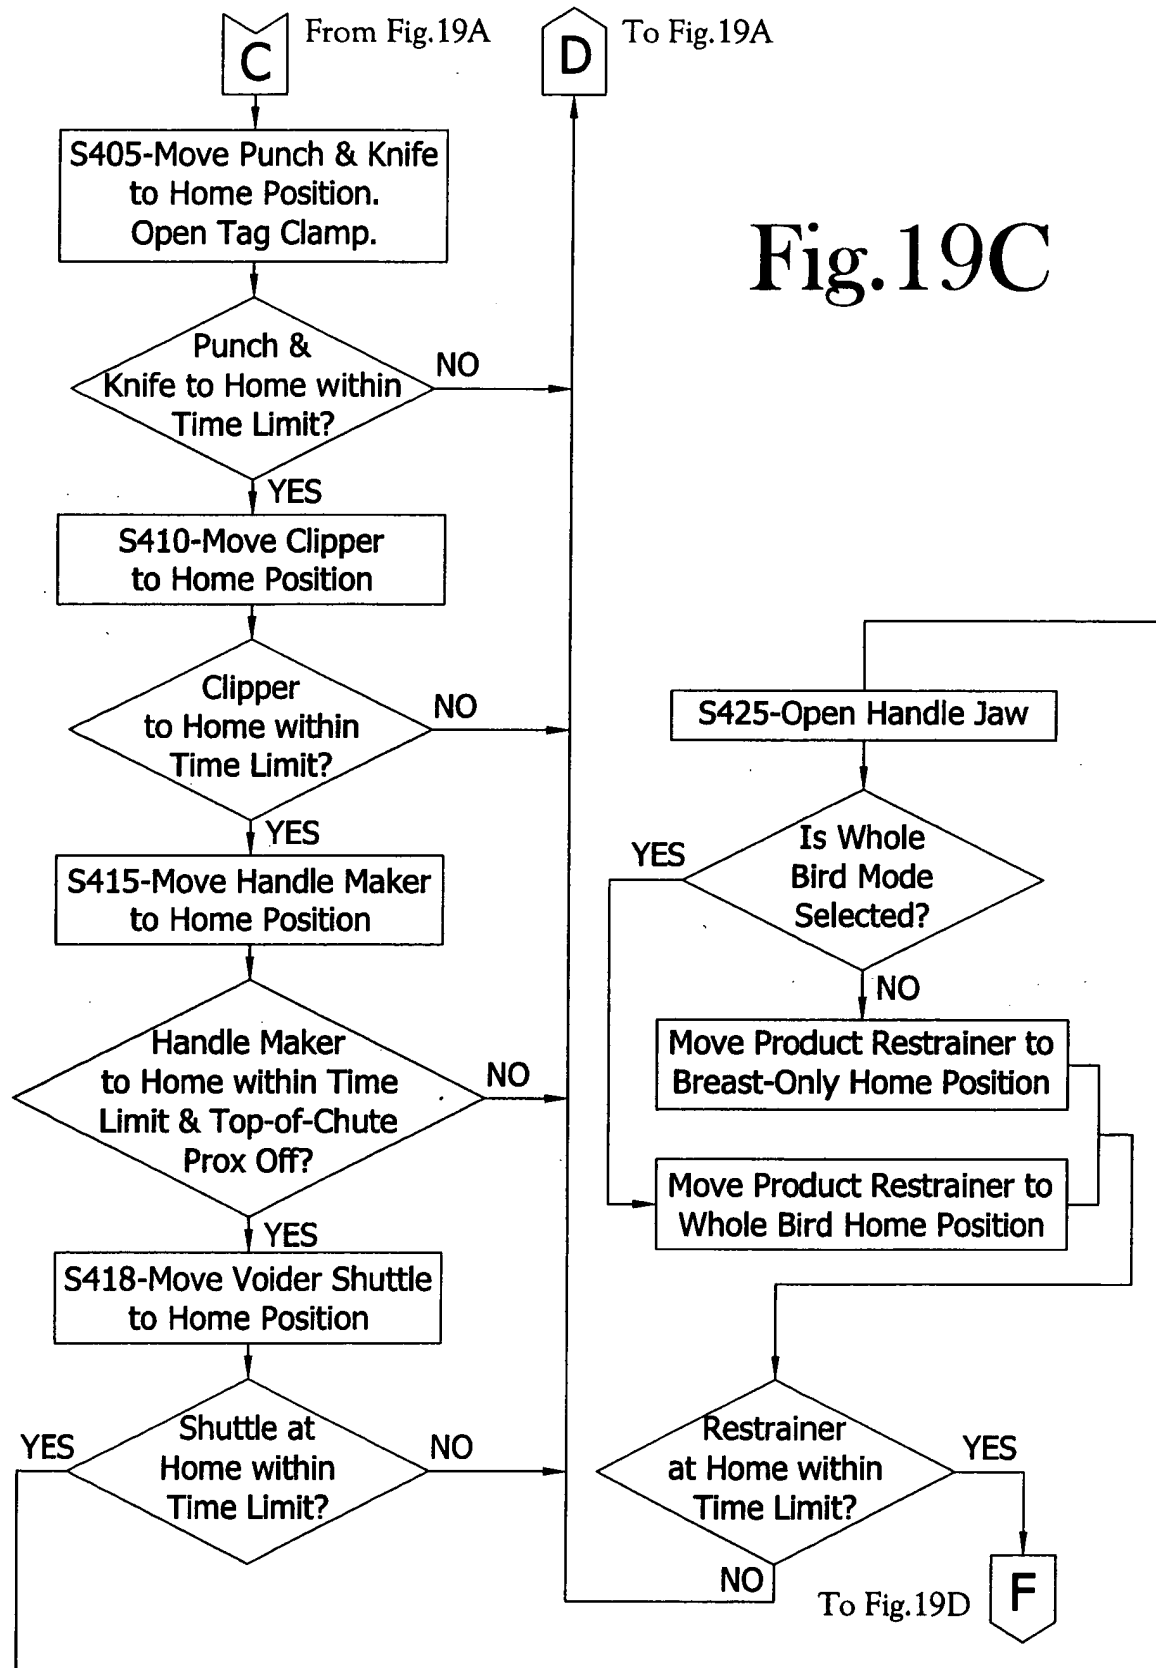 C
From Fig.19A
D
To Fig.19A
S405-Move Punch & Knife
to Home Position.
Open Tag Clamp.
Fig.19C
Punch &
Knife to Home within
Time Limit?
NO
YES
S410-Move Clipper
to Home Position
Clipper
to Home within
Time Limit?
NO
YES
S415-Move Handle Maker
to Home Position
Handle Maker
to Home within Time
Limit & Top-of-Chute
Prox Off?
NO
YES
S418-Move Voider Shuttle
to Home Position
Shuttle at
Home within
Time Limit?
YES
NO
S425-Open Handle Jaw
Is Whole
Bird Mode
Selected?
YES
NO
Move Product Restrainer to
Breast-Only Home Position
Move Product Restrainer to
Whole Bird Home Position
Restrainer
at Home within
Time Limit?
YES
NO
To Fig.19D
F